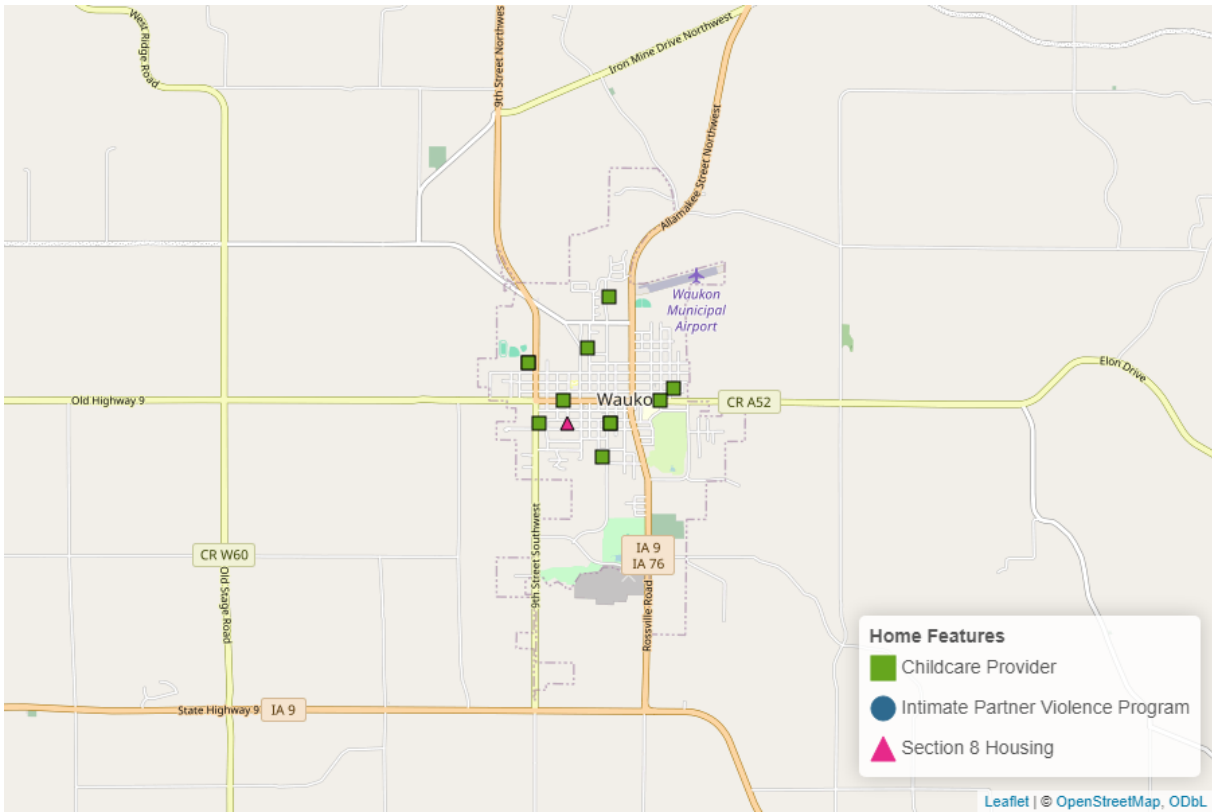 West Ridge Road
9th Street Northwest
Iron Mine Drive Northwest
Allamakee Street Northwest
Waukon
Municipal
Airport
Elon Drive
Old Highway 9
Wauko
CR A52
CR W60
9th Street Southwest
IA 9
IA 76
Old Stage Road
Rossville Road
State Highway 9
IA 9
Home Features
Childcare Provider
Intimate Partner Violence Program
Section 8 Housing
Leaflet | © OpenStreetMap, ODbL